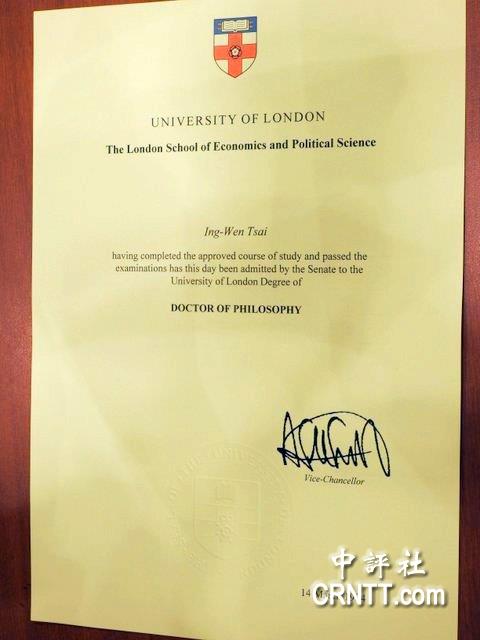 UNIVERSITY OF LONDON
The London School of Economics and Political Science
Ing-Wen Tsai
having completed the approved course of study and passed the
examinations has this day been admitted by the Senate to the
University of London Degree of
DOCTOR OF PHILOSOPHY
Vice-Chancellor
14
中評社
CRNTT.com